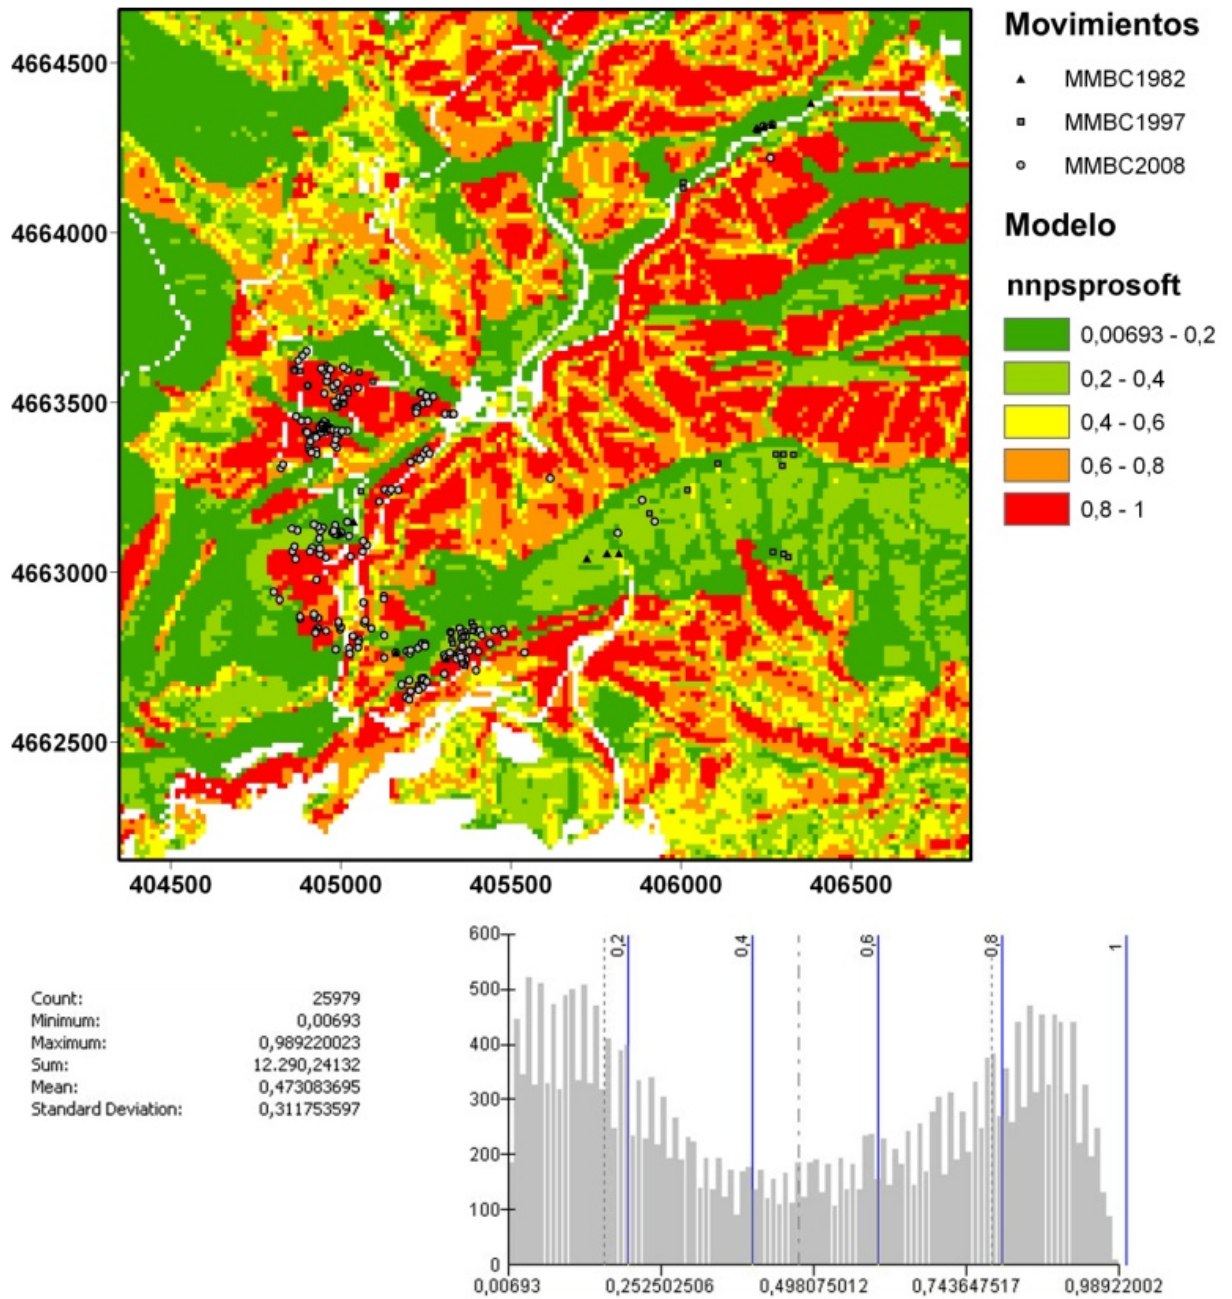 Movimientos
MMBC1982
MMBC1997
MMBC2008
Modelo
nnpsprosoft
0,00693 - 0,2
0,2 - 0,4
0,4 - 0,6
0,6 - 0,8
0,8 - 1
4664500
4664000
4663500
4663000
4662500
404500 405000 405500 406000 406500
Count: 25979
Minimum: 0,00693
Maximum: 0,989220023
Sum: 12.290,24132
Mean: 0,473083695
Standard Deviation: 0,311753597
0,2 0,4 0,6 0,8 1
600
500
400
300
200
100
0
0,00693 0,252502506 0,498075012 0,743647517 0,989220 02